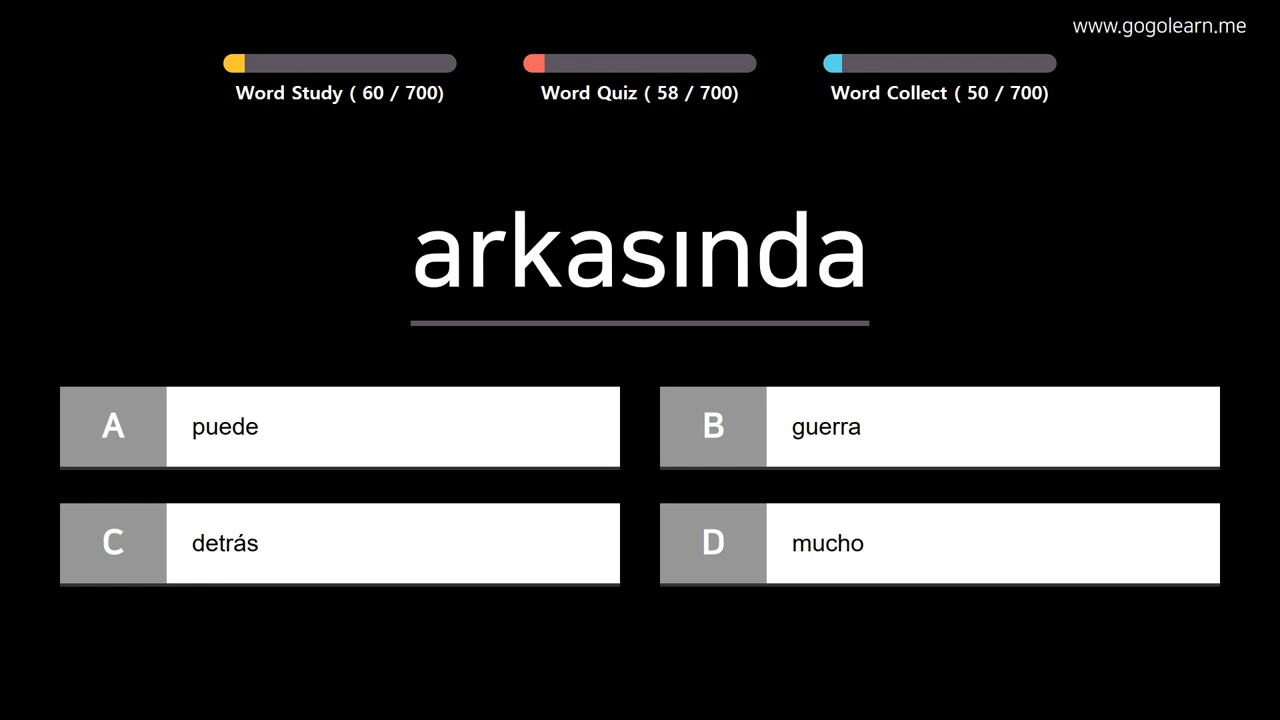 www.gogolearn.me
Word Study ( 60 / 700)
Word Quiz ( 58 / 700)
Word Collect ( 50 / 700)
arkasında
A puede
B guerra
C detrás
D mucho